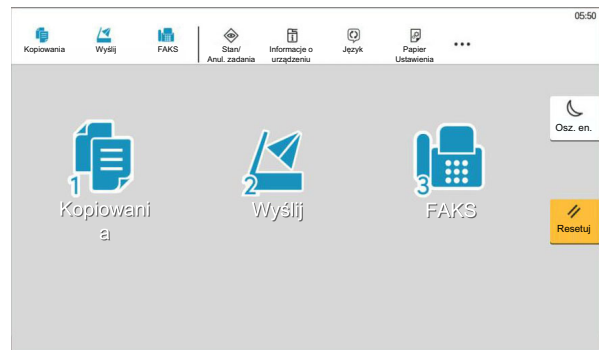 05:50
Kopiowania
Wyślij
FAKS
Stan/
Anul. zadania
Informacje o
urządzeniu
Język
Papier
Ustawienia
Osz. en.
1
Kopiowani
a
2
Wyślij
3
FAKS
Resetuj